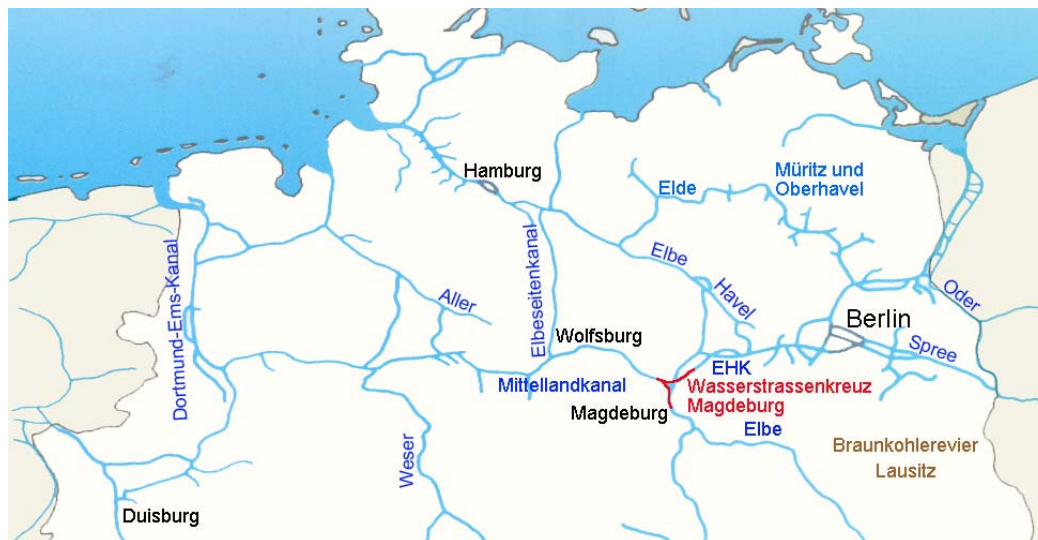 Hamburg
Müritz und
Oberhavel
Elde
Dortmund-Ems-Kanal
Elbeseitenkanal
Elbe
Havel
Oder
Aller
Berlin
Wolfsburg
Spree
EHK
Mittellandkanal
Wasserstrassenkreuz
Magdeburg
Magdeburg
Elbe
Weser
Braunkohlerevier
Lausitz
Duisburg